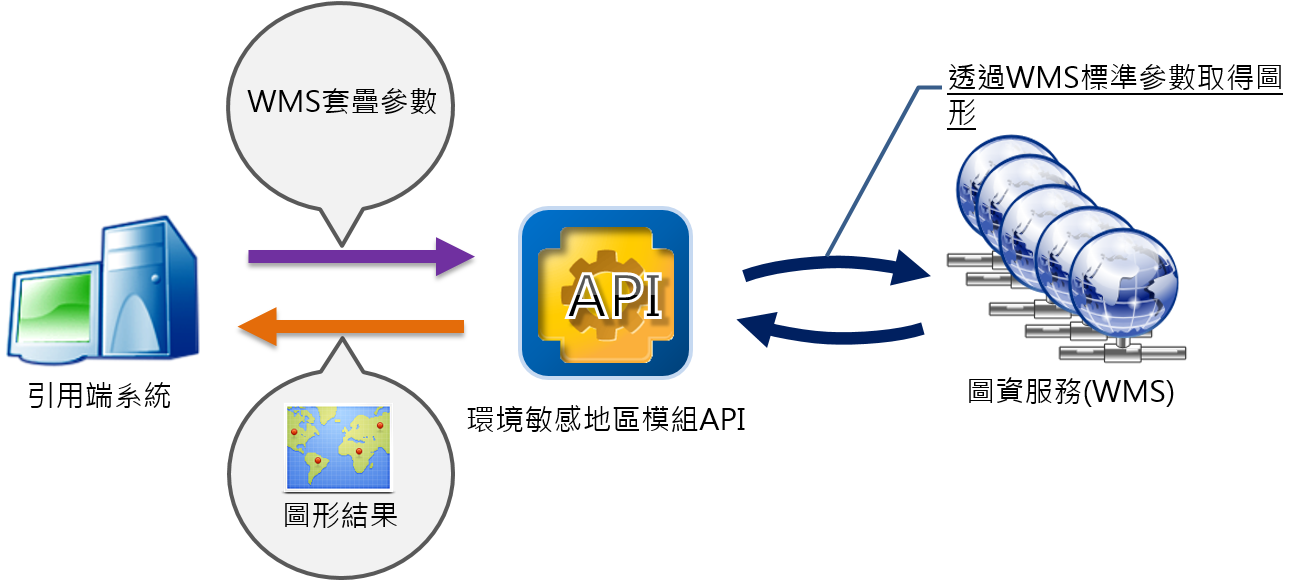 WMS套疊參數
透過WMS標準參數取得圖
形
API
引用端系統
環境敏感地區模組API
圖資服務(WMS)
圖形結果